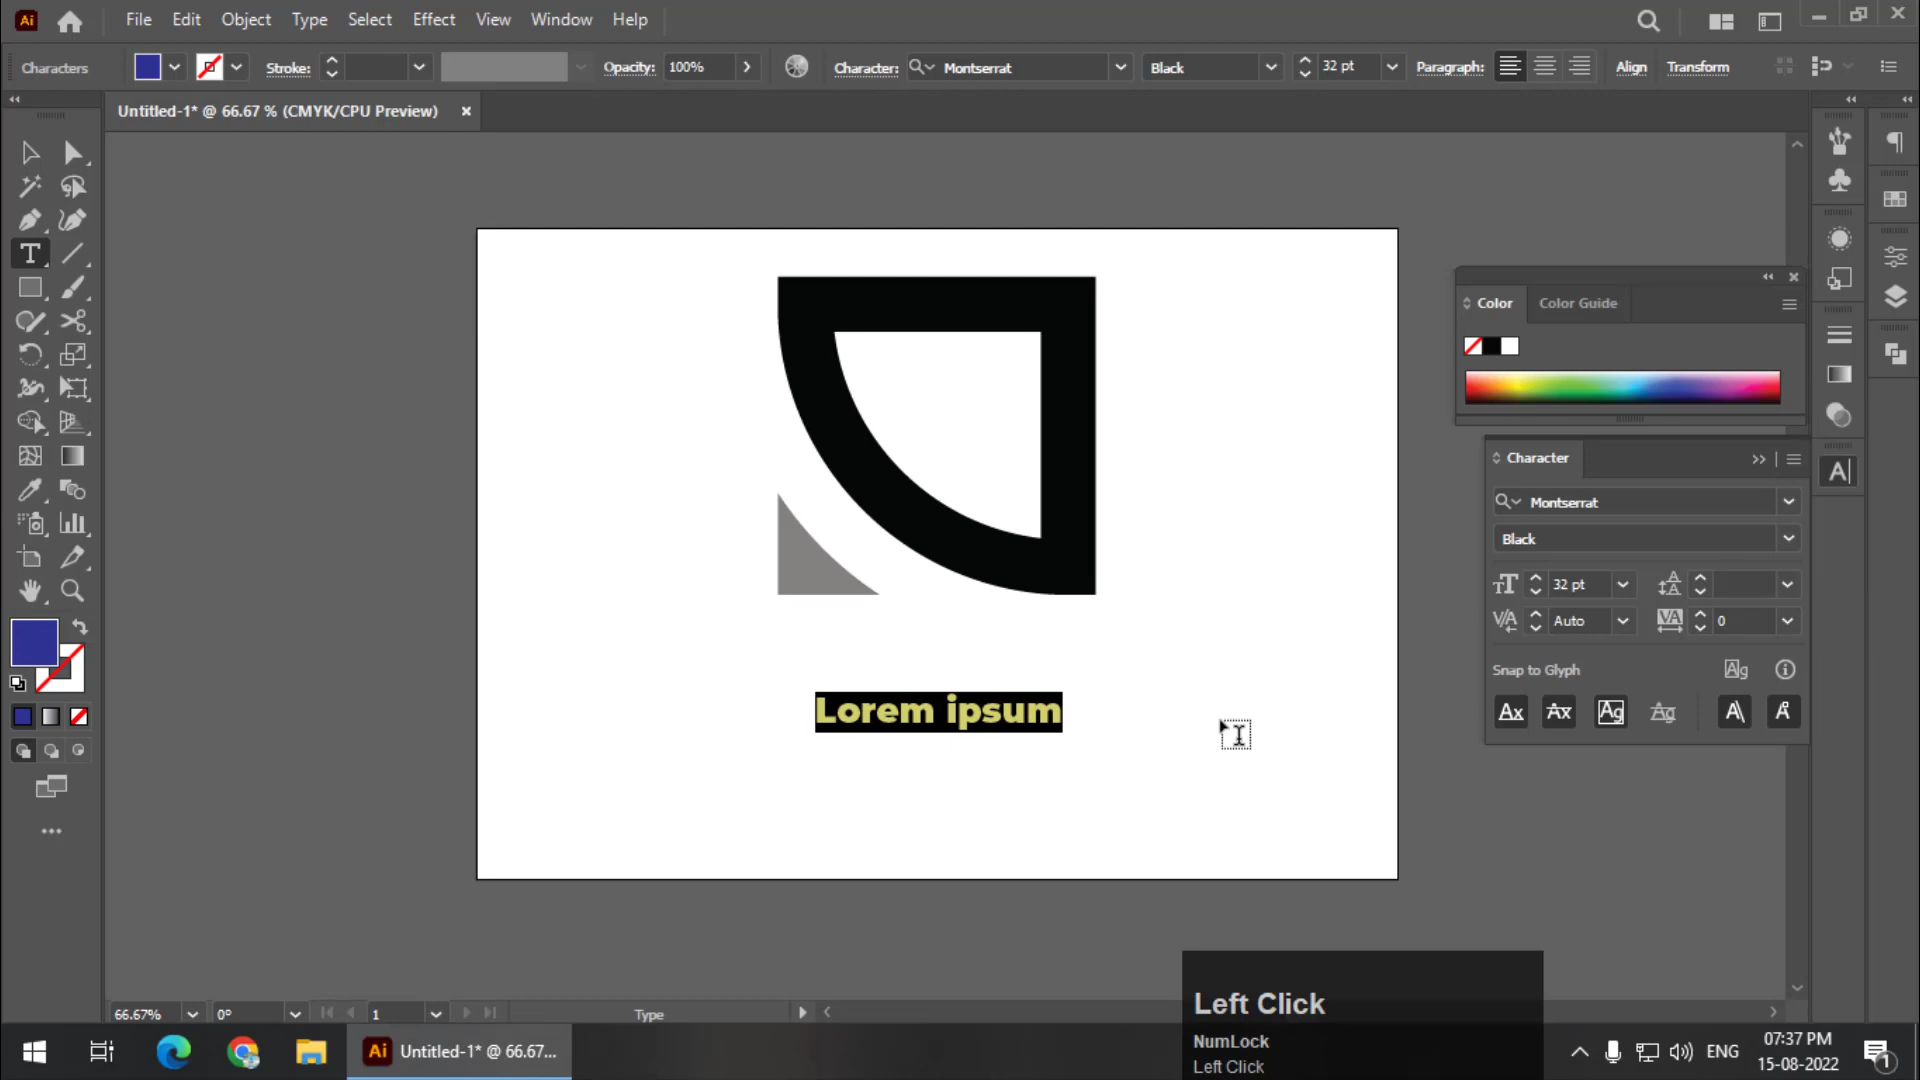 Ai File Edit Object Type Select Effect View Window Help
Characters Stroke: Opacity: 100% Character: Montserrat Black 32 pt Paragraph: Align Transform
Untitled-1* @ 66.67 % (CMYK/CPU Preview)
Color Color Guide
Character
Montserrat
Black
32 pt
Auto 0
Snap to Glyph
Lorem ipsum
66.67% 0° 1 Type
Left Click
NumLock
Left Click
Ai Untitled-1* @ 66.67...
ENG
07:37 PM
15-08-2022
1